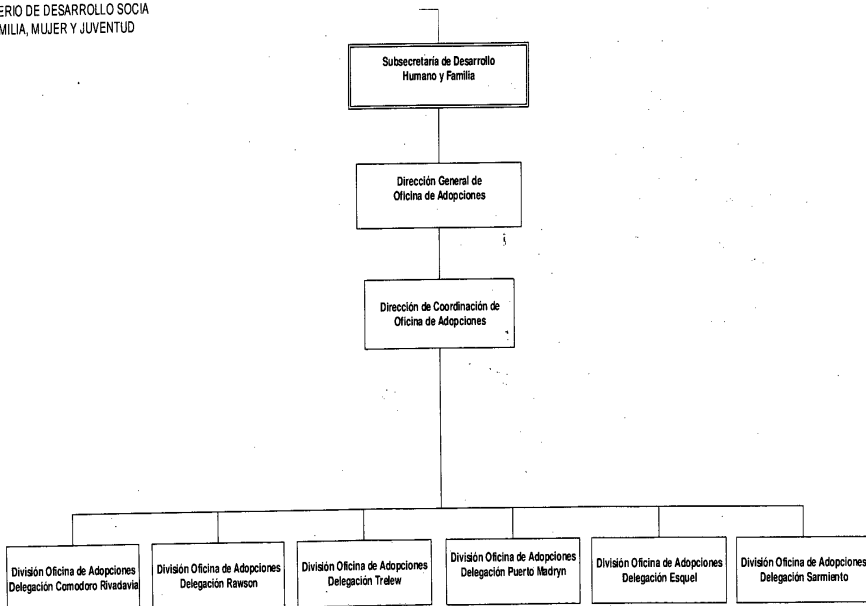 ERIO DE DESARROLLO SOCIA
MILIA, MUJER Y JUVENTUD
Subsecretaría de Desarrollo
Humano y Familia
Dirección General de
Oficina de Adopciones
Dirección de Coordinación de
Oficina de Adopciones
División Oficina de Adopciones
Delegación Comodoro Rivadavia
División Oficina de Adopciones
Delegación Rawson
División Oficina de Adopciones
Delegación Trelew
División Oficina de Adopciones
Delegación Puerto Madryn
División Oficina de Adopciones
Delegación Esquel
División Oficina de Adopciones
Delegación Sarmiento